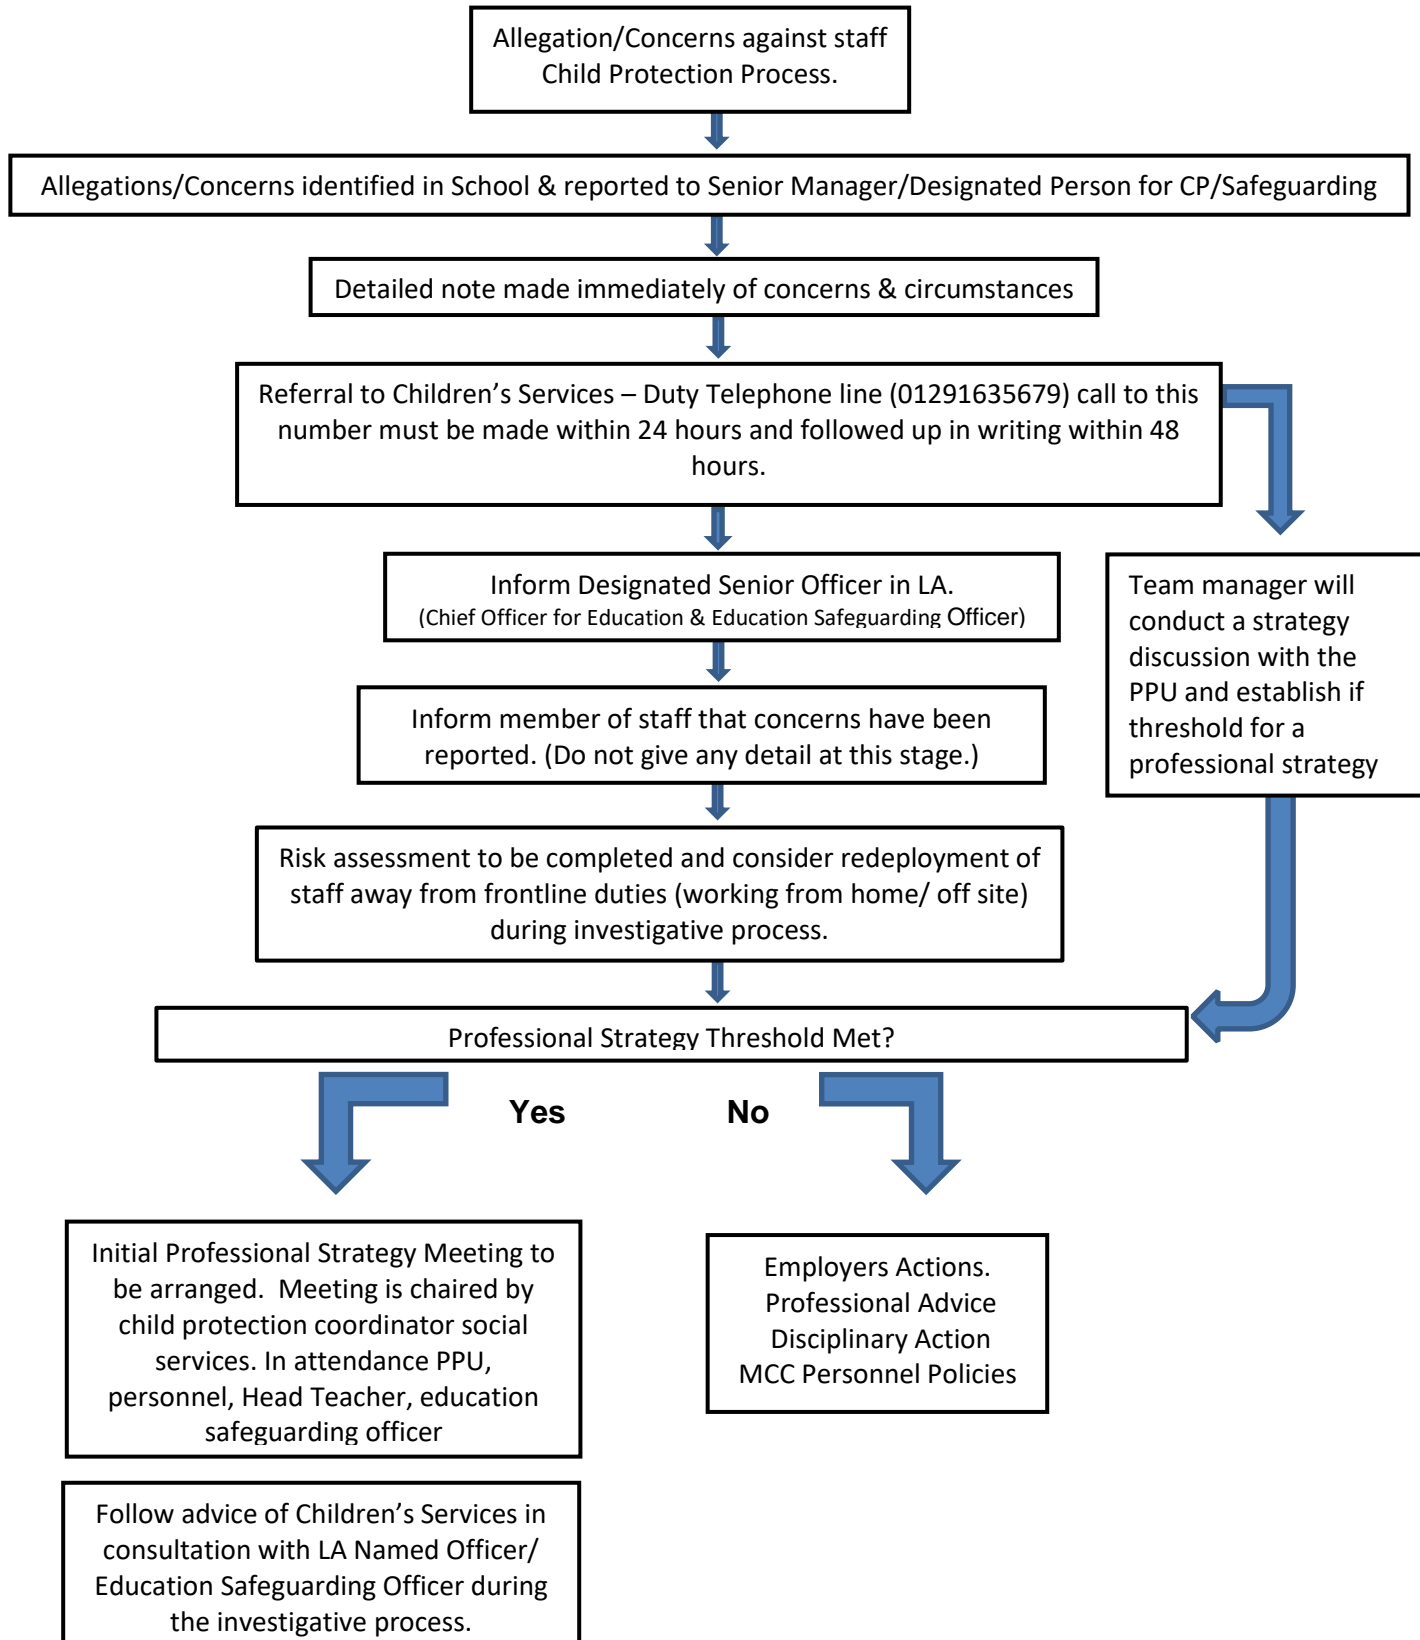 Allegation/Concerns against staff
Child Protection Process.
Allegations/Concerns identified in School & reported to Senior Manager/Designated Person for CP/Safeguarding
Detailed note made immediately of concerns & circumstances
Referral to Children’s Services – Duty Telephone line (01291635679) call to this
number must be made within 24 hours and followed up in writing within 48
hours.
Inform Designated Senior Officer in LA.
(Chief Officer for Education & Education Safeguarding Officer)
Team manager will
conduct a strategy
discussion with the
PPU and establish if
threshold for a
professional strategy
Inform member of staff that concerns have been
reported. (Do not give any detail at this stage.)
Risk assessment to be completed and consider redeployment of
staff away from frontline duties (working from home/ off site)
during investigative process.
Professional Strategy Threshold Met?
Yes
No
Initial Professional Strategy Meeting to
be arranged.  Meeting is chaired by
child protection coordinator social
services. In attendance PPU,
personnel, Head Teacher, education
safeguarding officer
Employers Actions.
Professional Advice
Disciplinary Action
MCC Personnel Policies
Follow advice of Children’s Services in
consultation with LA Named Officer/
Education Safeguarding Officer during
the investigative process.